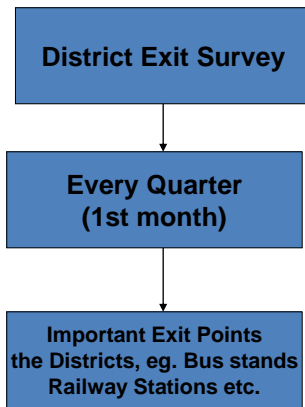 District Exit Survey
Every Quarter
(1st month)
Important Exit Points
the Districts, eg. Bus stands
Railway Stations etc.